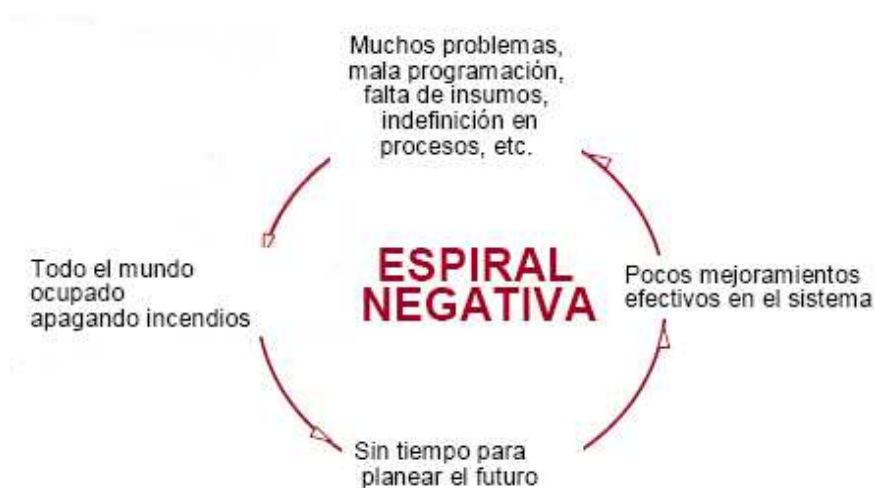 Muchos problemas,
mala programación,
falta de insumos,
indefinición en
procesos, etc.
ESPIRAL
NEGATIVA
Todo el mundo
ocupado
apagando incendios
Pocos mejoramientos
efectivos en el sistema
Sin tiempo para
planear el futuro